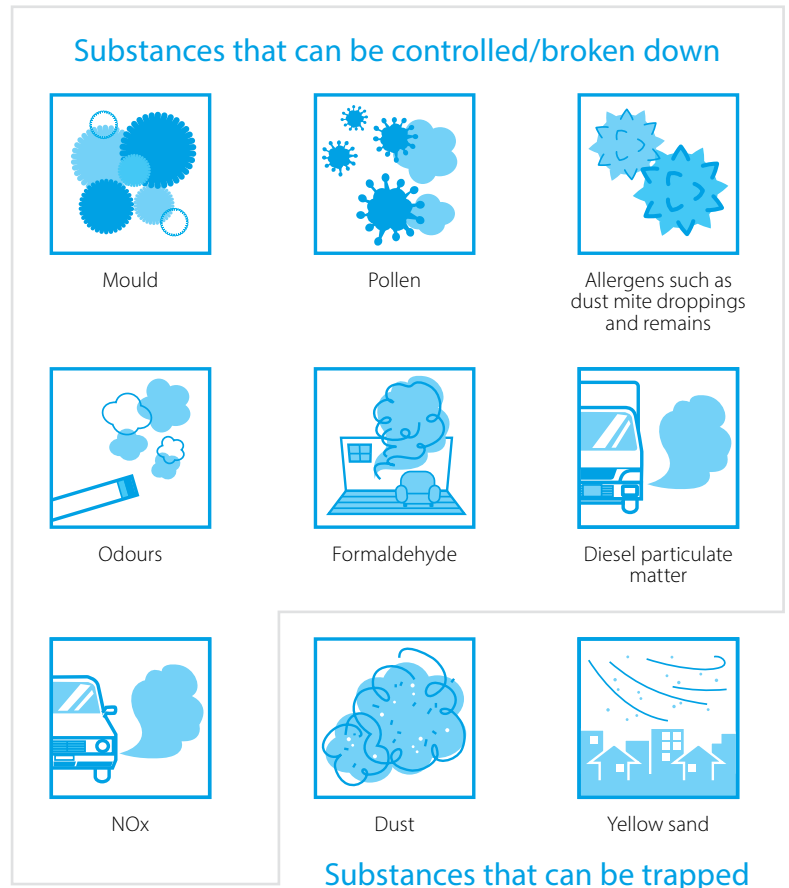 Substances that can be controlled/broken down
Mould
Pollen
Allergens such as
dust mite droppings
and remains
Odours
Formaldehyde
Diesel particulate
matter
NOx
Dust
Yellow sand
Substances that can be trapped